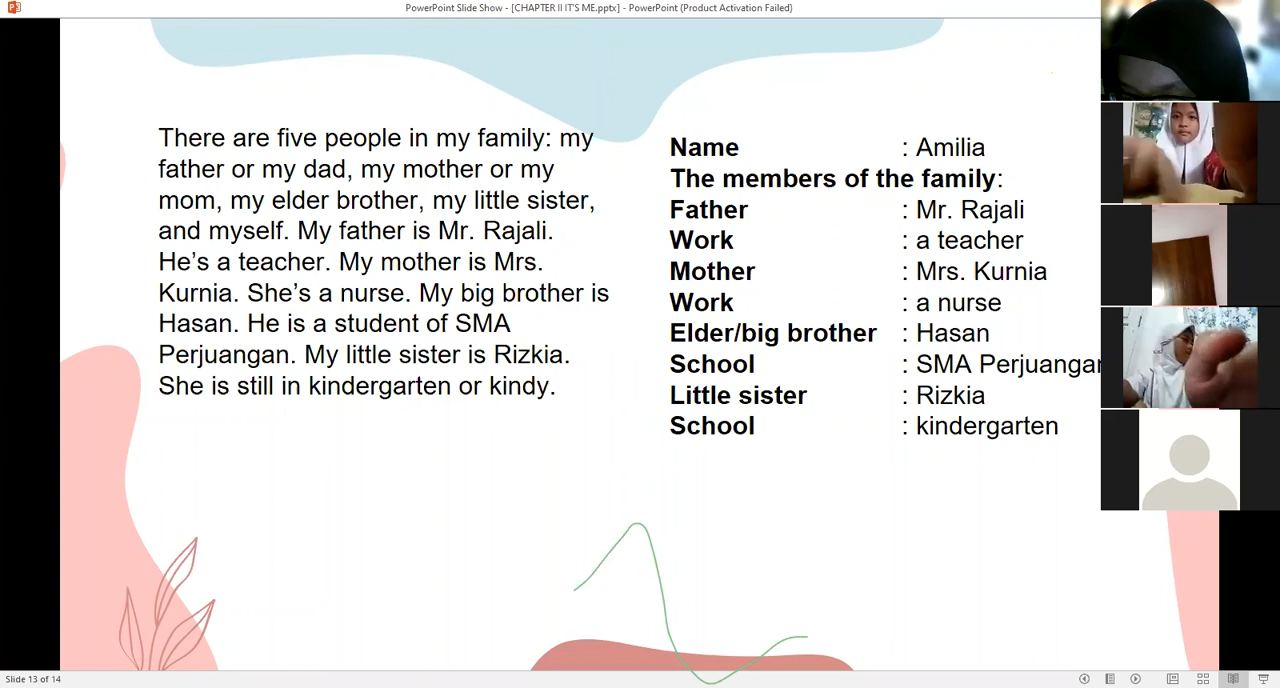 PowerPoint Slide Show - [CHAPTER II IT'S ME.pptx] - PowerPoint (Product Activation Failed)
There are five people in my family: my
father or my dad, my mother or my
mom, my elder brother, my little sister,
and myself. My father is Mr. Rajali.
He’s a teacher. My mother is Mrs.
Kurnia. She’s a nurse. My big brother is
Hasan. He is a student of SMA
Perjuangan. My little sister is Rizkia.
She is still in kindergarten or kindy.
Name : Amilia
The members of the family:
Father : Mr. Rajali
Work : a teacher
Mother : Mrs. Kurnia
Work : a nurse
Elder/big brother : Hasan
School : SMA Perjuangan
Little sister : Rizkia
School : kindergarten
Slide 13 of 14